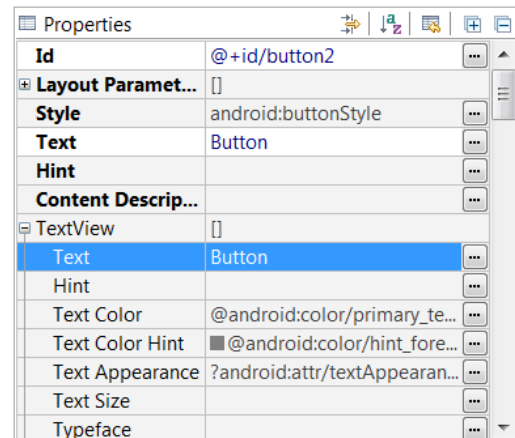 Properties
Id @+id/button2
Layout Paramet... []
Style android:buttonStyle
Text Button
Hint
Content Descrip...
TextView []
Text Button
Hint
Text Color @android:color/primary_te...
Text Color Hint @android:color/hint_fore...
Text Appearance ?android:attr/textAppearan...
Text Size
Typeface